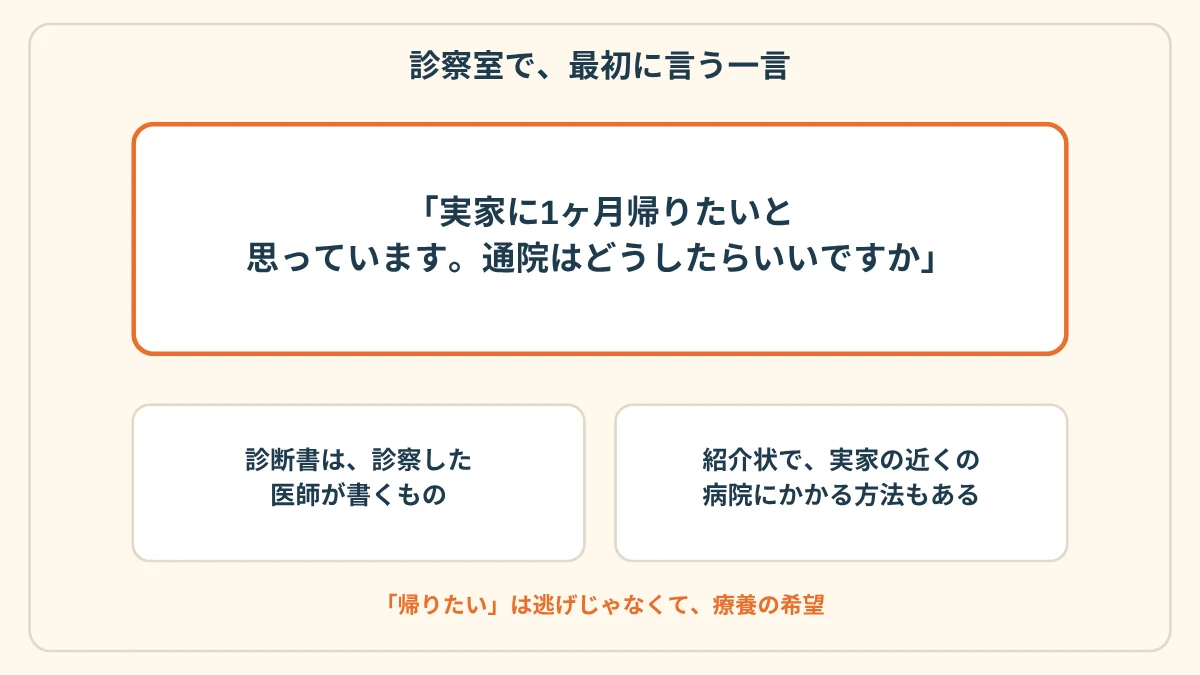 診察室で、最初に言う一言
「実家に1ヶ月帰りたいと
思っています。通院はどうしたらいいですか」
診断書は、診察した
医師が書くもの
紹介状で、実家の近くの
病院にかかる方法もある
「帰りたい」は逃げじゃなくて、療養の希望